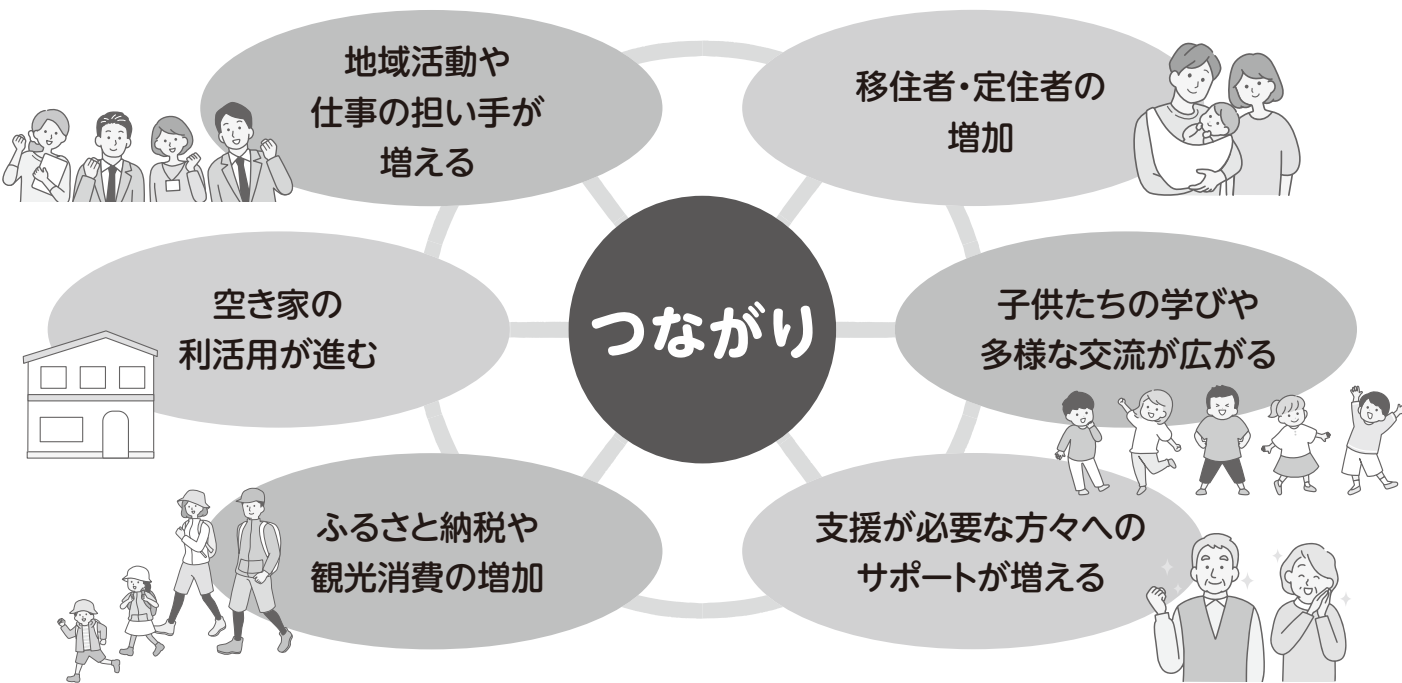 地域活動や
仕事の担い手が
増える
移住者・定住者の
増加
空き家の
利活用が進む
つながり
子供たちの学びや
多様な交流が広がる
ふるさと納税や
観光消費の増加
支援が必要な方々への
サポートが増える